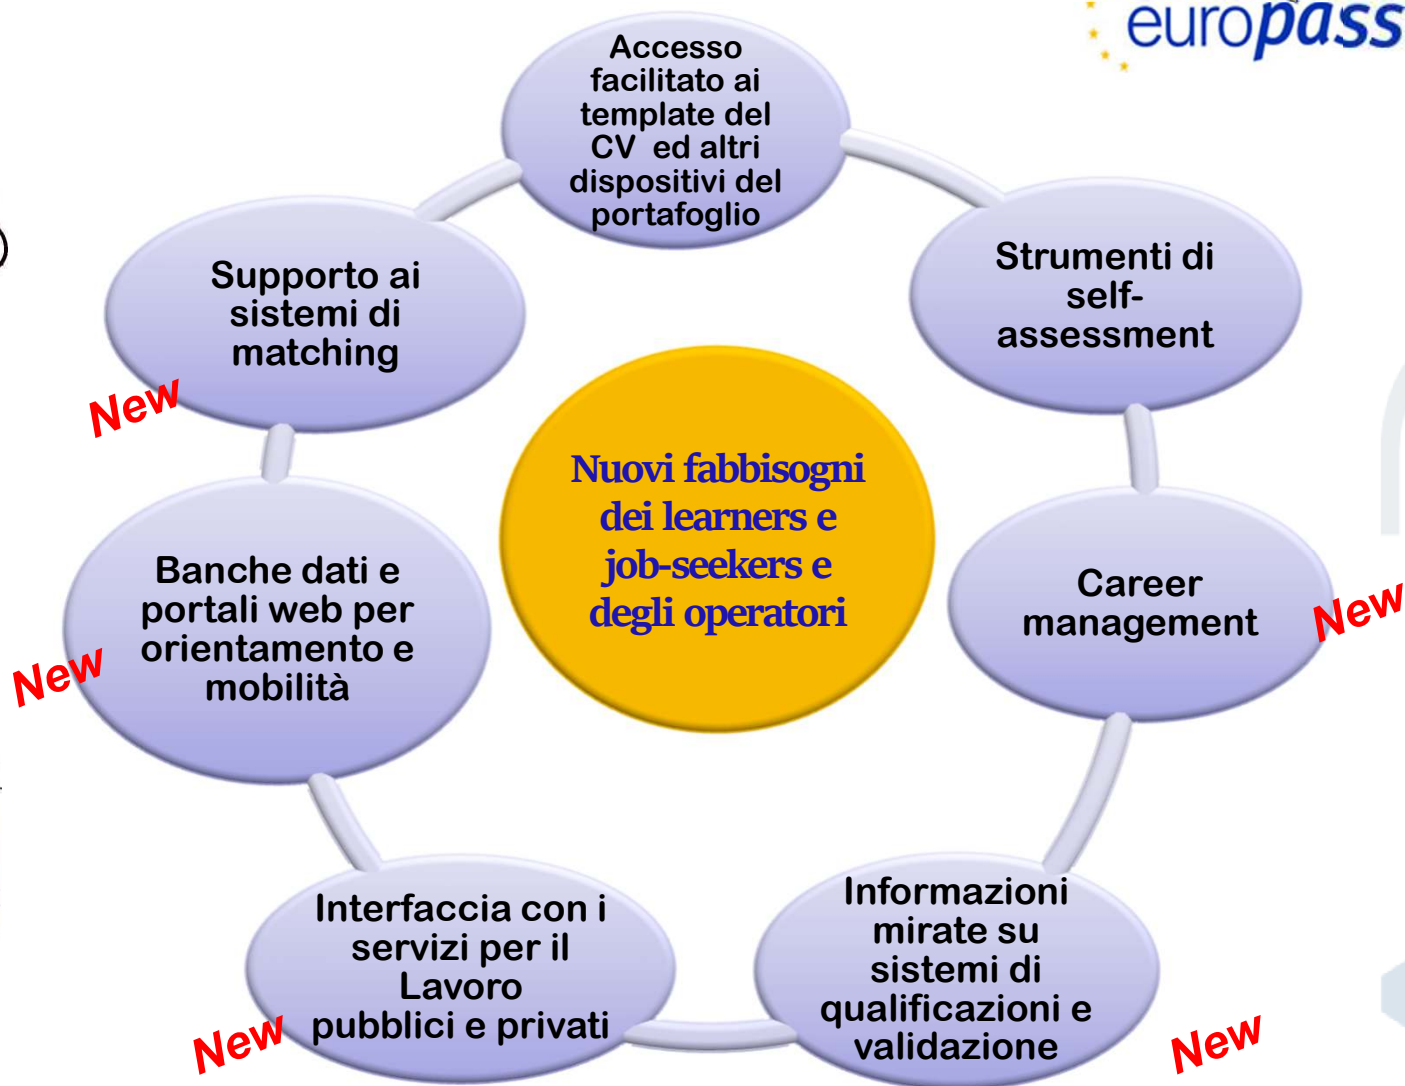 europass
Accesso
facilitato ai
template del
CV ed altri
dispositivi del
portafoglio
Strumenti di
self-
assessment
Career
management
New
Informazioni
mirate su
sistemi di
qualificazioni e
validazione
New
Interfaccia con i
servizi per il
Lavoro
pubblici e privati
New
Banche dati e
portali web per
orientamento e
mobilità
New
Supporto ai
sistemi di
matching
New
Nuovi fabbisogni
dei learners e
job-seekers e
degli operatori